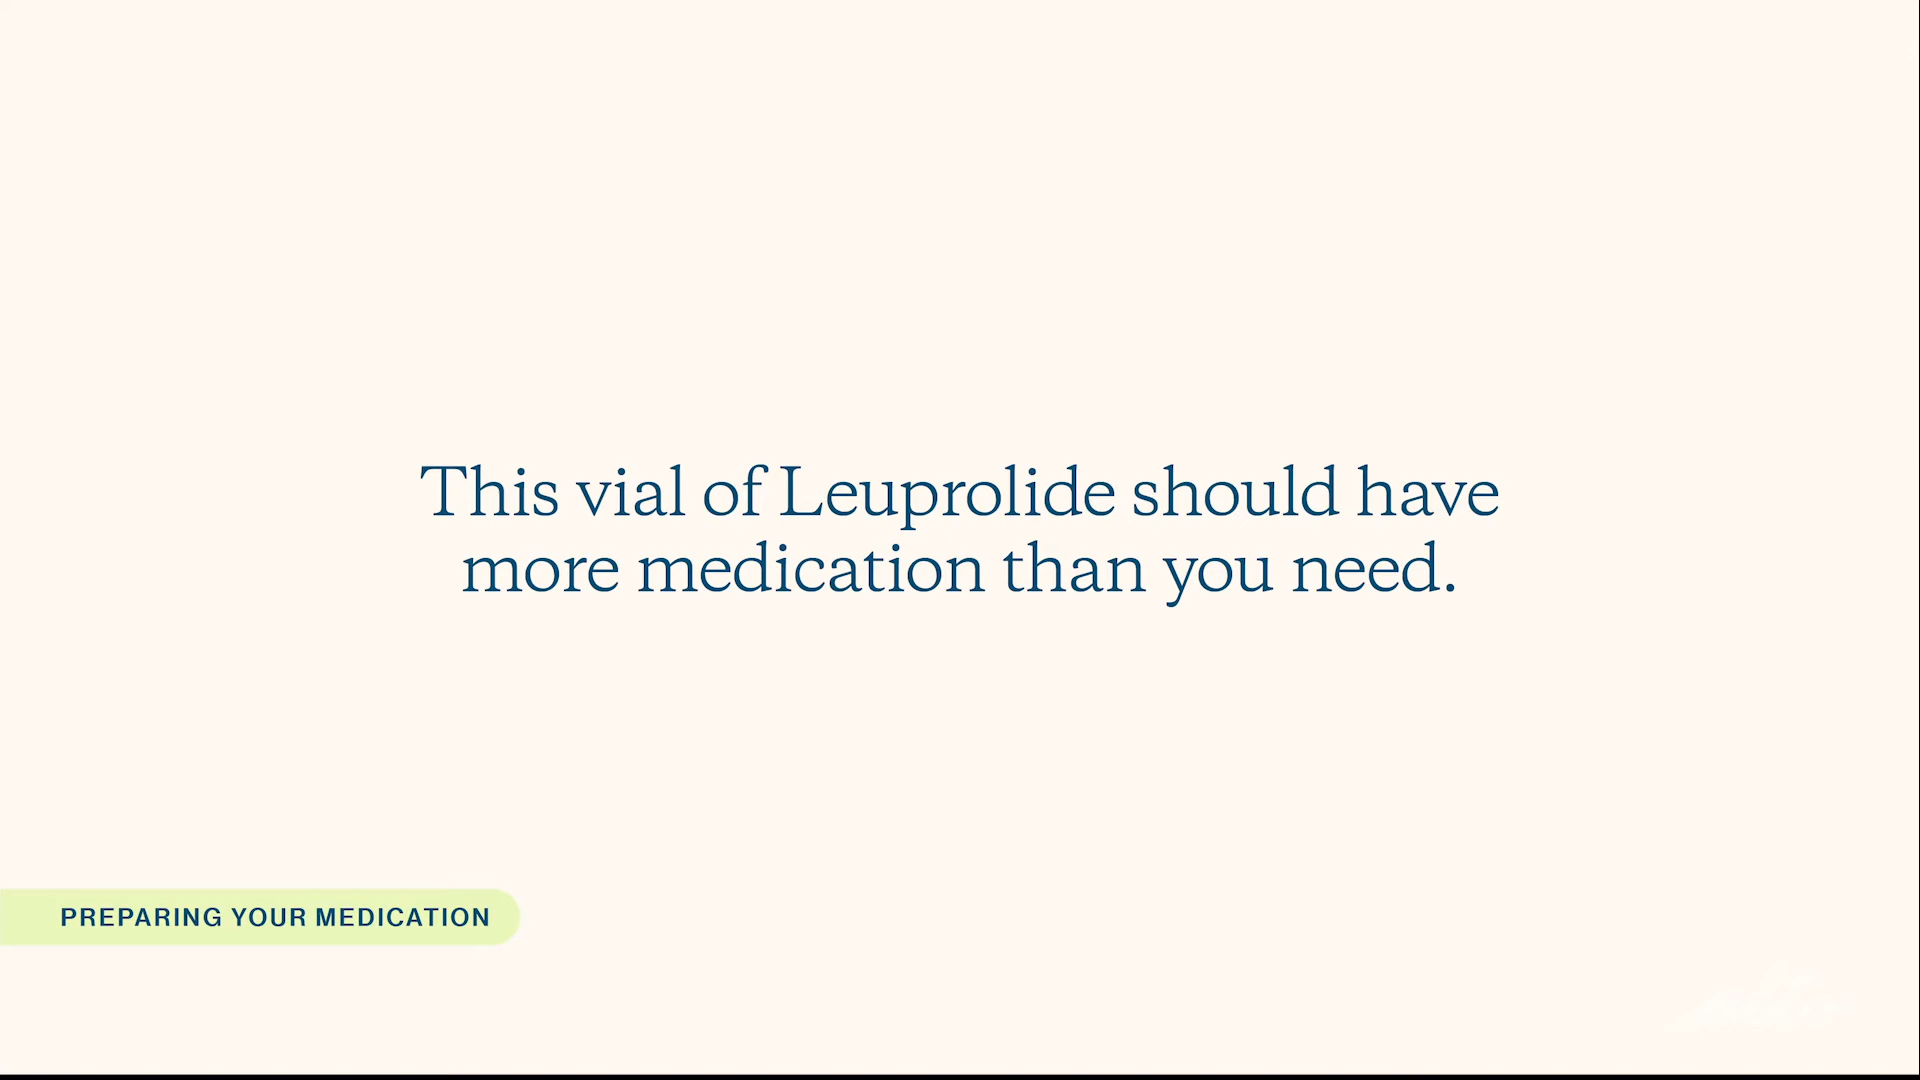 This vial of Leuprolide should have
more medication than you need.
PREPARING YOUR MEDICATION